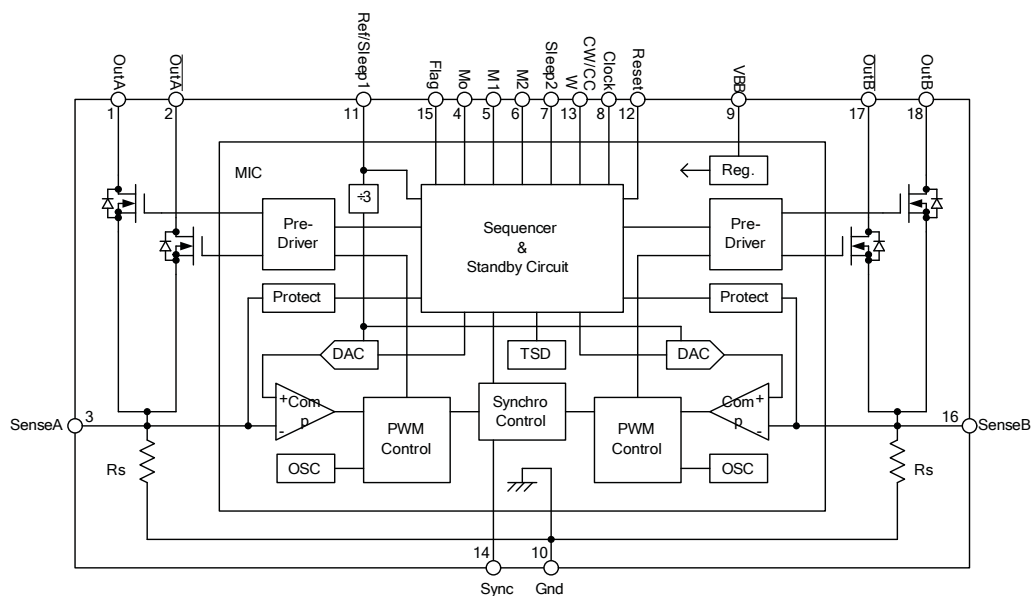 OutA
OutA
Ref/Sleep1
Flag
Mo
M1
M2
Sleep2
W
CW/CC
Clock
Reset
VBB
OutB
OutB
1
2
11
15
4
5
6
7
13
8
12
9
17
18
MIC
Reg.
÷3
Pre-
Driver
Sequencer
&
Standby Circuit
Pre-
Driver
Protect
Protect
DAC
TSD
DAC
+
Com
p
-
PWM
Control
Synchro
Control
PWM
Control
Com
p
+
-
SenseA
3
16
SenseB
Rs
OSC
OSC
Rs
14
10
Sync
Gnd